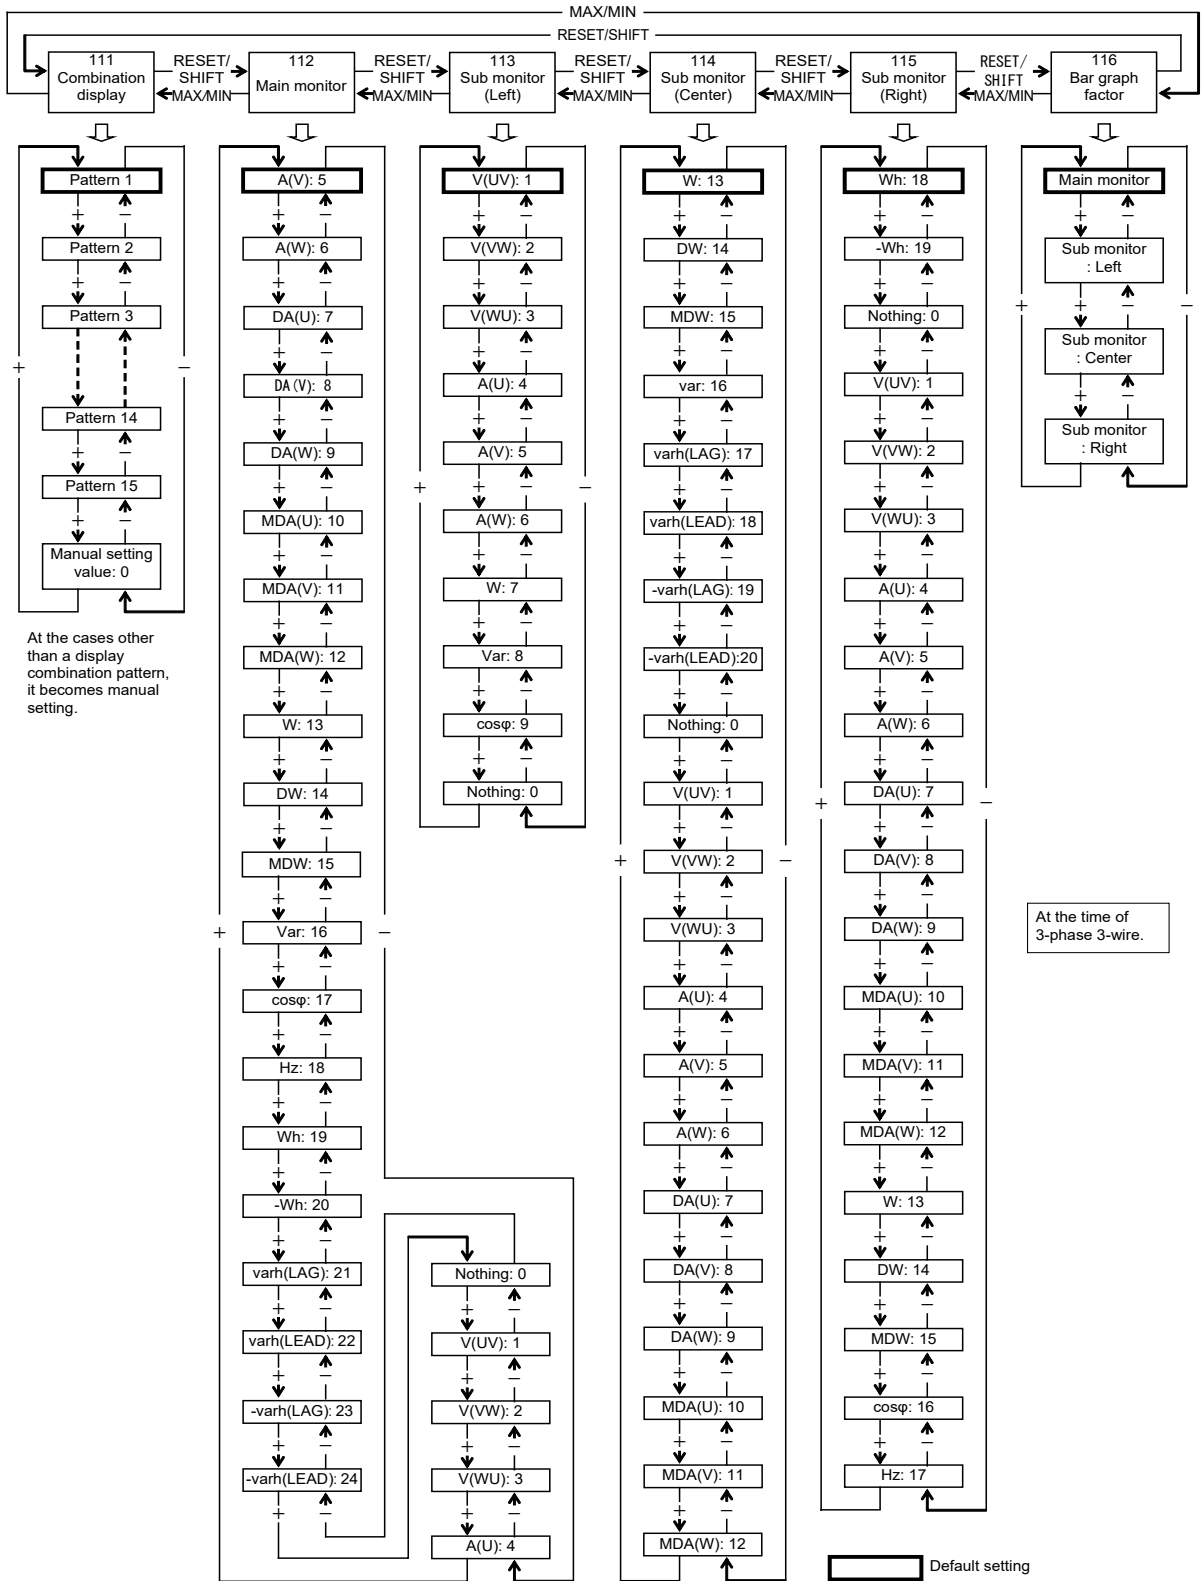 MAX/MIN
RESET/SHIFT
111
Combination
display
RESET/
SHIFT
MAX/MIN
112
Main monitor
RESET/
SHIFT
MAX/MIN
113
Sub monitor
(Left)
RESET/
SHIFT
MAX/MIN
114
Sub monitor
(Center)
RESET/
SHIFT
MAX/MIN
115
Sub monitor
(Right)
RESET/
SHIFT
MAX/MIN
116
Bar graph
factor
Pattern 1
+ −
Pattern 2
+ −
Pattern 3
+ −
Pattern 14
+ −
Pattern 15
+ −
Manual setting
value: 0
At the cases other
than a display
combination pattern,
it becomes manual
setting.
A(V): 5
+ −
A(W): 6
+ −
DA(U): 7
+ −
DA(V): 8
+ −
DA(W): 9
+ −
MDA(U): 10
+ −
MDA(V): 11
+ −
MDA(W): 12
+ −
W: 13
+ −
DW: 14
+ −
MDW: 15
+ −
+ −
Var: 16
+ −
cosφ: 17
+ −
Hz: 18
+ −
Wh: 19
+ −
-Wh: 20
+ −
varh(LAG): 21
+ −
varh(LEAD): 22
+ −
-varh(LAG): 23
+ −
-varh(LEAD): 24
+ −
Nothing: 0
+ −
V(UV): 1
+ −
V(VW): 2
+ −
V(WU): 3
+ −
A(U): 4
V(UV): 1
+ −
V(VW): 2
+ −
V(WU): 3
+ −
A(U): 4
+ −
A(V): 5
+ −
+ −
A(W): 6
+ −
W: 7
+ −
Var: 8
+ −
cosφ: 9
+ −
Nothing: 0
W: 13
+ −
DW: 14
+ −
MDW: 15
+ −
var: 16
+ −
varh(LAG): 17
+ −
varh(LEAD): 18
+ −
-varh(LAG): 19
+ −
-varh(LEAD):20
+ −
Nothing: 0
+ −
V(UV): 1
+ −
+ −
V(VW): 2
+ −
V(WU): 3
+ −
A(U): 4
+ −
A(V): 5
+ −
A(W): 6
+ −
DA(U): 7
+ −
DA(V): 8
+ −
DA(W): 9
+ −
MDA(U): 10
+ −
MDA(V): 11
+ −
MDA(W): 12
Wh: 18
+ −
-Wh: 19
+ −
Nothing: 0
+ −
V(UV): 1
+ −
V(VW): 2
+ −
V(WU): 3
+ −
A(U): 4
+ −
A(V): 5
+ −
A(W): 6
+ −
DA(U): 7
+ −
+ −
DA(V): 8
+ −
DA(W): 9
+ −
MDA(U): 10
+ −
MDA(V): 11
+ −
MDA(W): 12
+ −
W: 13
+ −
DW: 14
+ −
MDW: 15
+ −
cosφ: 16
+ −
Hz: 17
Main monitor
+ −
Sub monitor
: Left
+ −
+ −
Sub monitor
: Center
+ −
Sub monitor
: Right
At the time of
3-phase 3-wire.
Default setting